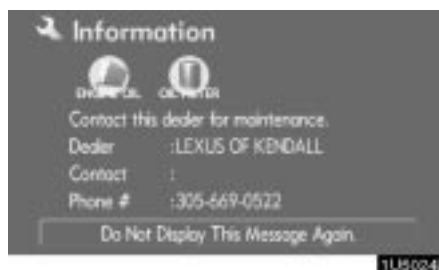 Information
ENGINE OIL OIL FILTER
Contact this dealer for maintenance.
Dealer :LEXUS OF KENDALL
Contact :
Phone # :305-669-0522
Do Not Display This Message Again.
1U5024